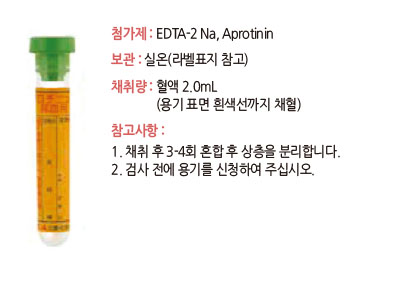 첨가제 : EDTA-2 Na, Aprotinin
보관 : 실온(라벨표지 참고)
채취량 : 혈액 2.0mL
(용기 표면 흰색선까지 채혈)
참고사항 :
1. 채취 후 3-4회 혼합 후 상층을 분리합니다.
2. 검사 전에 용기를 신청하여 주십시오.